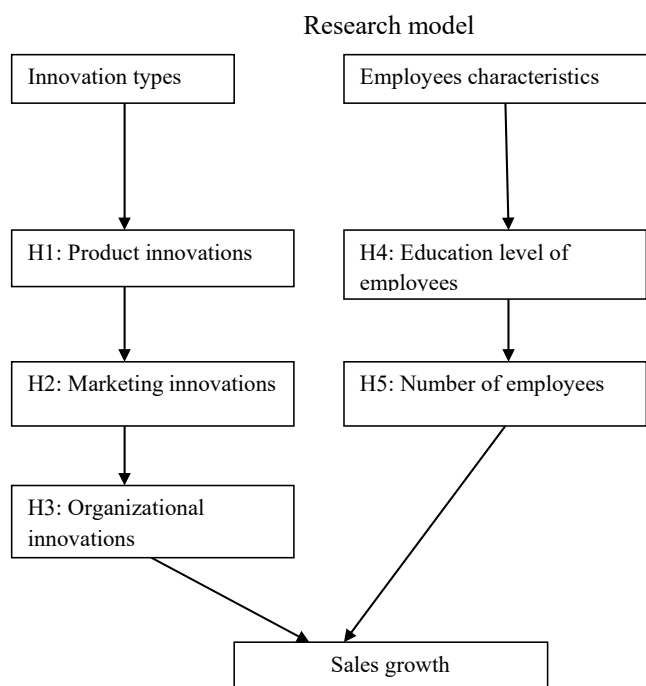 Research model
Innovation types
Employees characteristics
H1: Product innovations
H4: Education level of
employees
H2: Marketing innovations
H5: Number of employees
H3: Organizational
innovations
Sales growth